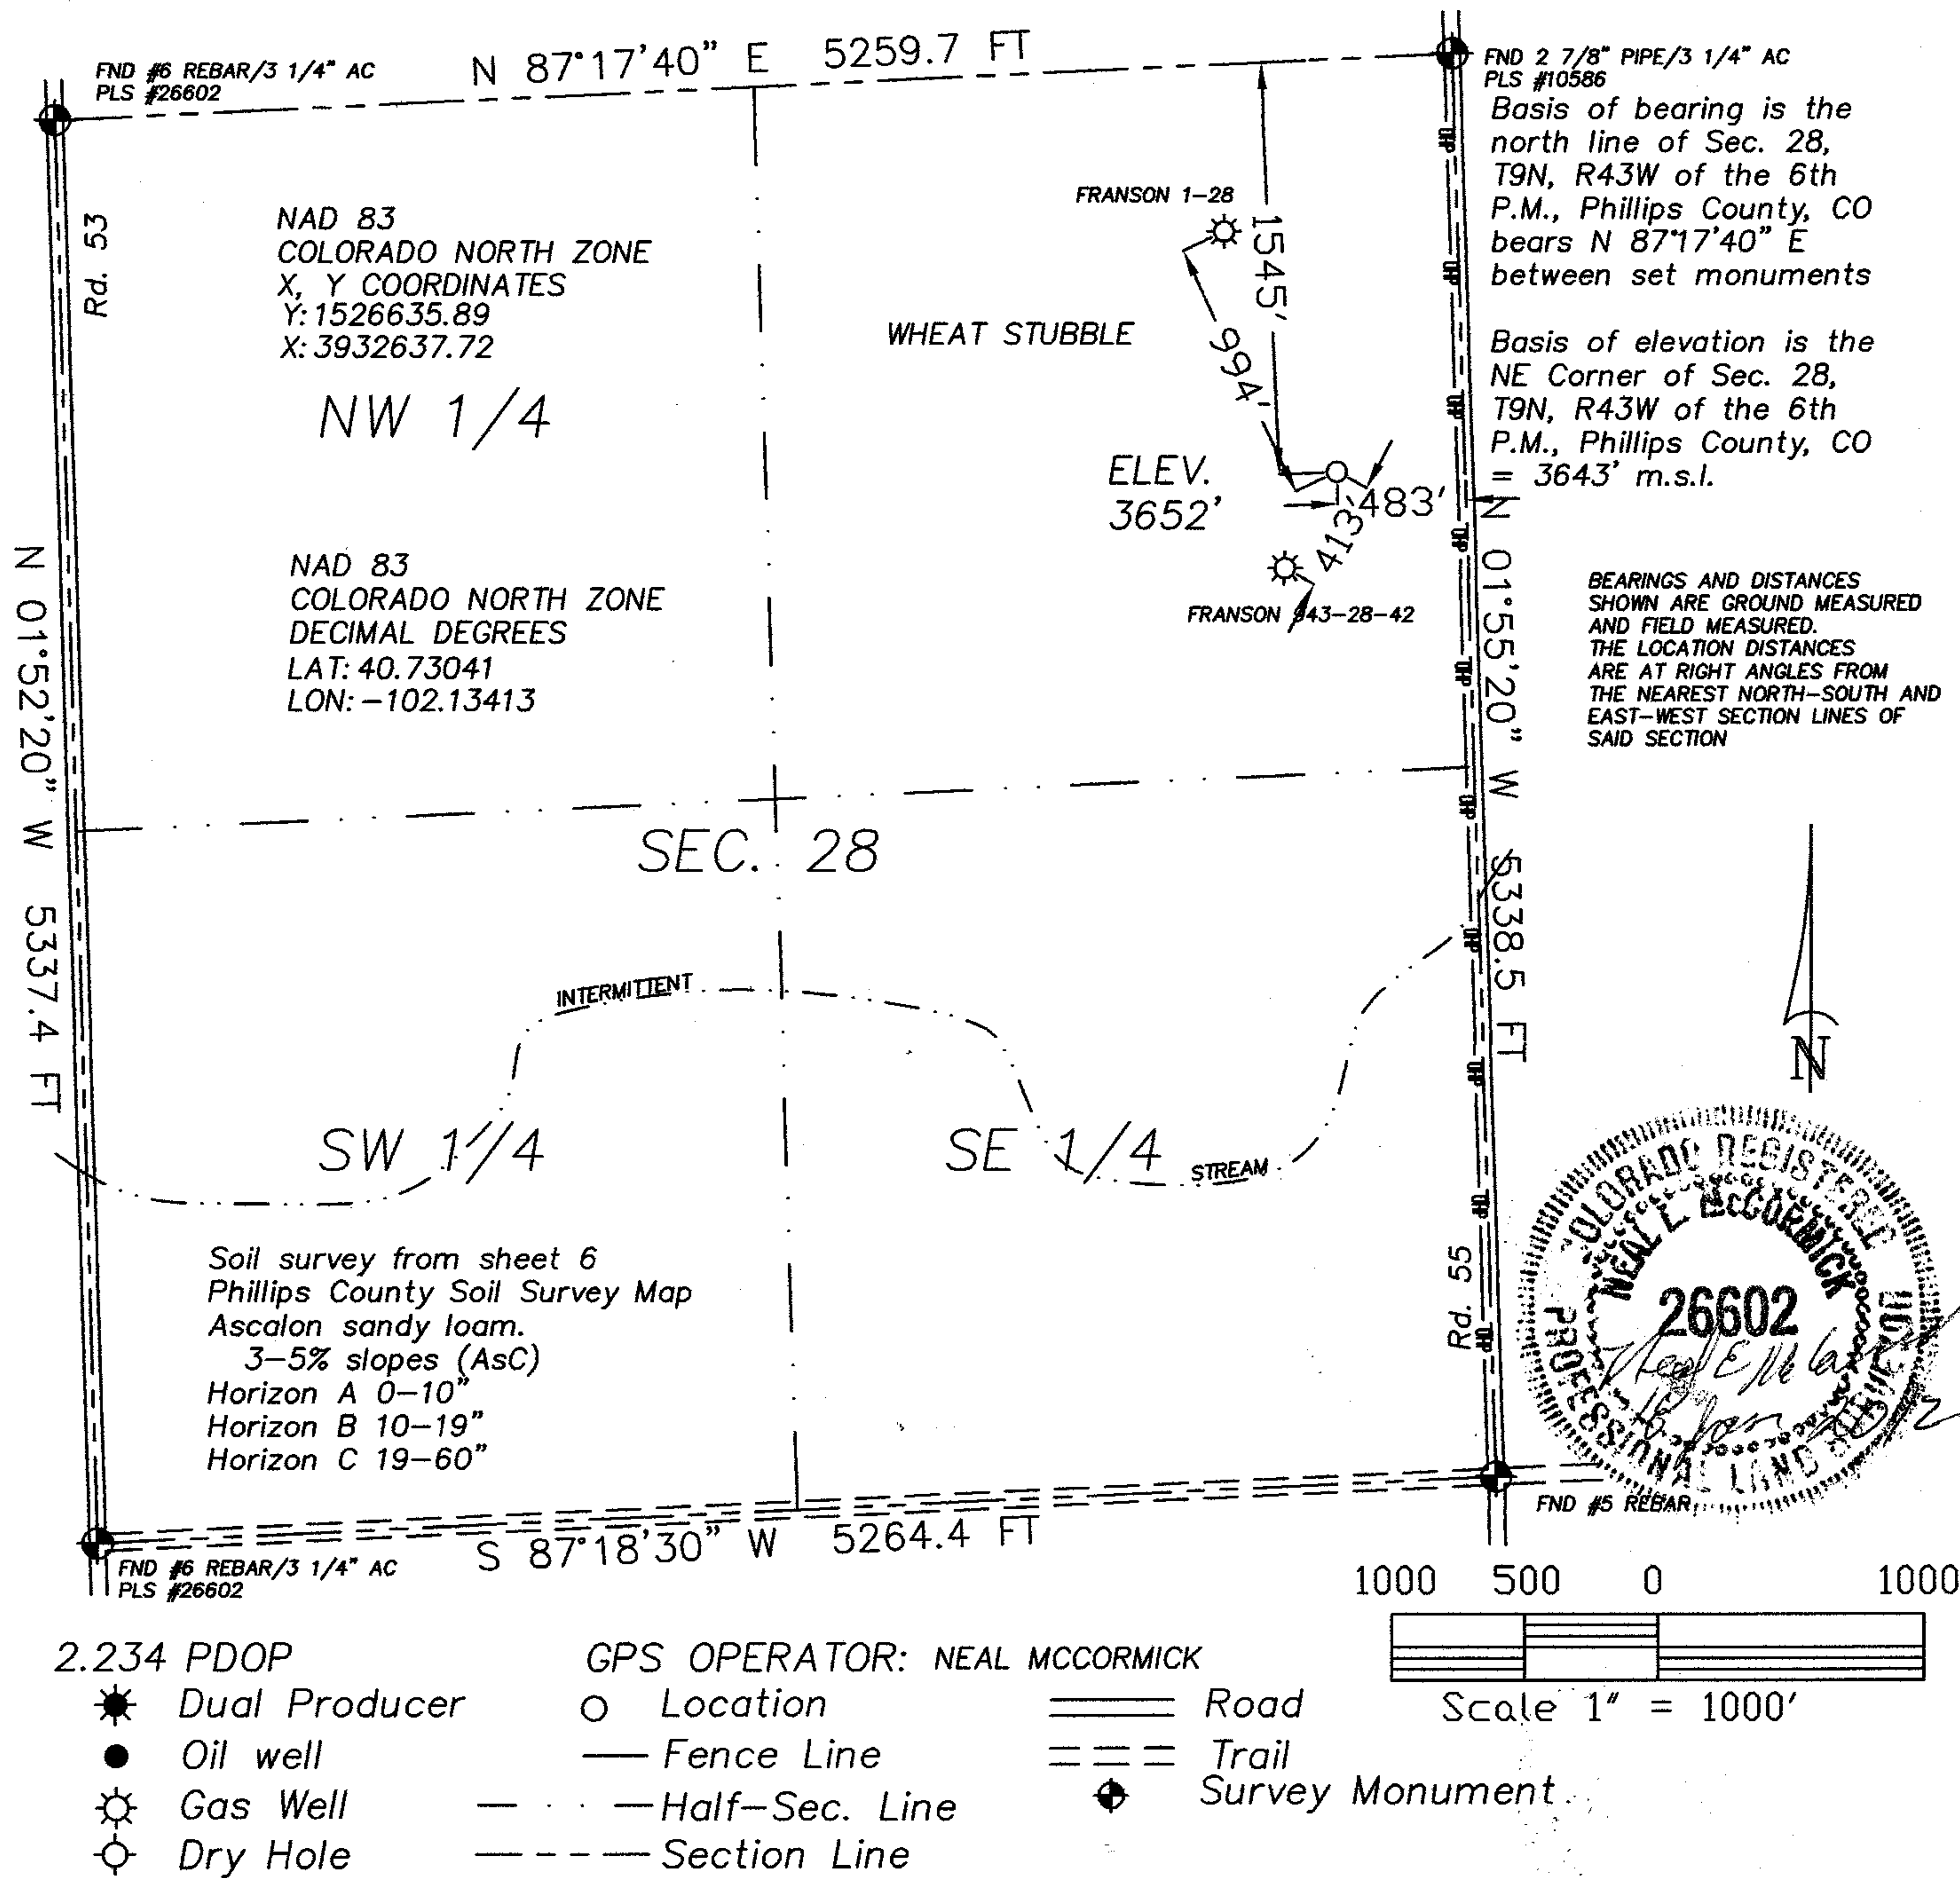 N 87°17'40" E 5259.7 FT
FND #6 REBAR/3 1/4" AC
PLS #26602
FND 2 7/8" PIPE/3 1/4" AC
PLS #10586
Basis of bearing is the
north line of Sec. 28,
T9N, R43W of the 6th
P.M., Phillips County, CO
bears N 87°17'40" E
between set monuments
Basis of elevation is the
NE Corner of Sec. 28,
T9N, R43W of the 6th
P.M., Phillips County, CO
= 3643' m.s.l.
Rd. 53
NAD 83
COLORADO NORTH ZONE
X, Y COORDINATES
Y: 1526635.89
X: 3932637.72
NW 1/4
FRANSON 1-28
1545'
994'
WHEAT STUBBLE
ELEV.
3652'
483'
413'
FRANSON 943-28-42
NAD 83
COLORADO NORTH ZONE
DECIMAL DEGREES
LAT: 40.73041
LON: -102.13413
N 01°52'20" W 5337.4 FT
N 01°55'20" W 5338.5 FT
OHP
OHP
OHP
OHP
OHP
OHP
OHP
OHP
OHP
OHP
BEARINGS AND DISTANCES
SHOWN ARE GROUND MEASURED
AND FIELD MEASURED.
THE LOCATION DISTANCES
ARE AT RIGHT ANGLES FROM
THE NEAREST NORTH-SOUTH AND
EAST-WEST SECTION LINES OF
SAID SECTION
SEC. 28
INTERMITTENT
N
SW 1/4
SE 1/4
STREAM
Soil survey from sheet 6
Phillips County Soil Survey Map
Ascalon sandy loam.
3-5% slopes (AsC)
Horizon A 0-10"
Horizon B 10-19"
Horizon C 19-60"
Rd. 55
COLORADO REGISTERED
NEAL E. McCORMICK
26602
PROFESSIONAL LAND
FND #5 REBAR
S 87°18'30" W 5264.4 FT
FND #6 REBAR/3 1/4" AC
PLS #26602
1000 500 0 1000
Scale 1" = 1000'
2.234 PDOP
GPS OPERATOR: NEAL MCCORMICK
Dual Producer
Oil well
Gas Well
Dry Hole
Location
Fence Line
Half-Sec. Line
Section Line
Road
Trail
Survey Monument